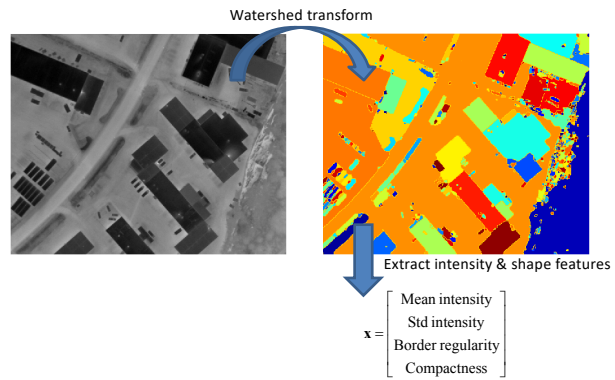 Watershed transform
Extract intensity & shape features
x =
Mean intensity
Std intensity
Border regularity
Compactness